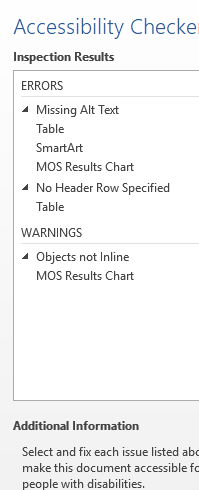 Accessibility Checker
Inspection Results
ERRORS
Missing Alt Text
Table
SmartArt
MOS Results Chart
No Header Row Specified
Table
WARNINGS
Objects not Inline
MOS Results Chart
Additional Information
Select and fix each issue listed abo
make this document accessible fo
people with disabilities.